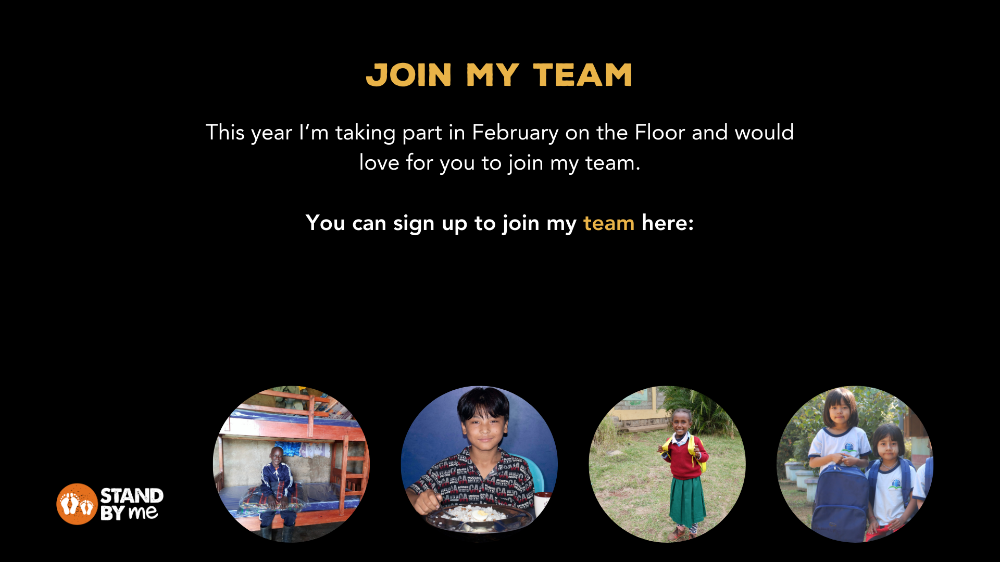 JOIN MY TEAM
This year I’m taking part in February on the Floor and would
love for you to join my team.
You can sign up to join my team here:
STAND
BY me